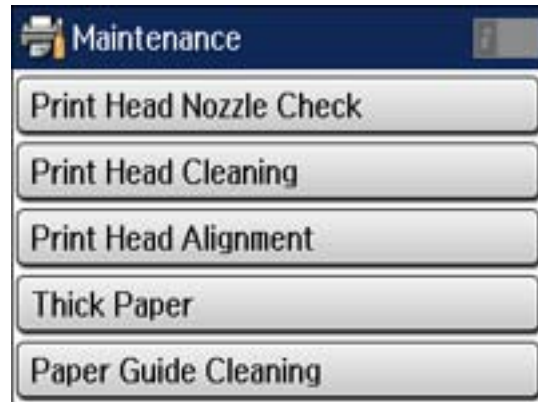 Maintenance
Print Head Nozzle Check
Print Head Cleaning
Print Head Alignment
Thick Paper
Paper Guide Cleaning